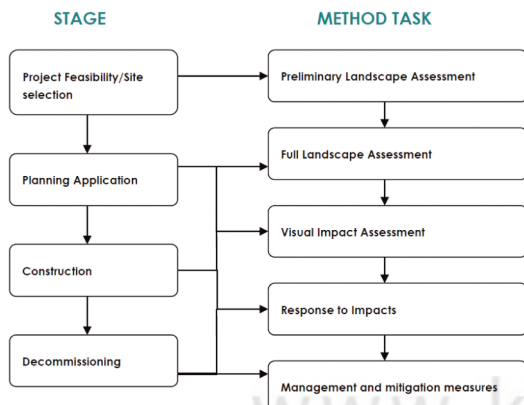 STAGE
METHOD TASK
Project Feasibility/Site
selection
Preliminary Landscape Assessment
Planning Application
Full Landscape Assessment
Visual Impact Assessment
Construction
Response to Impacts
Decommissioning
Management and mitigation measures